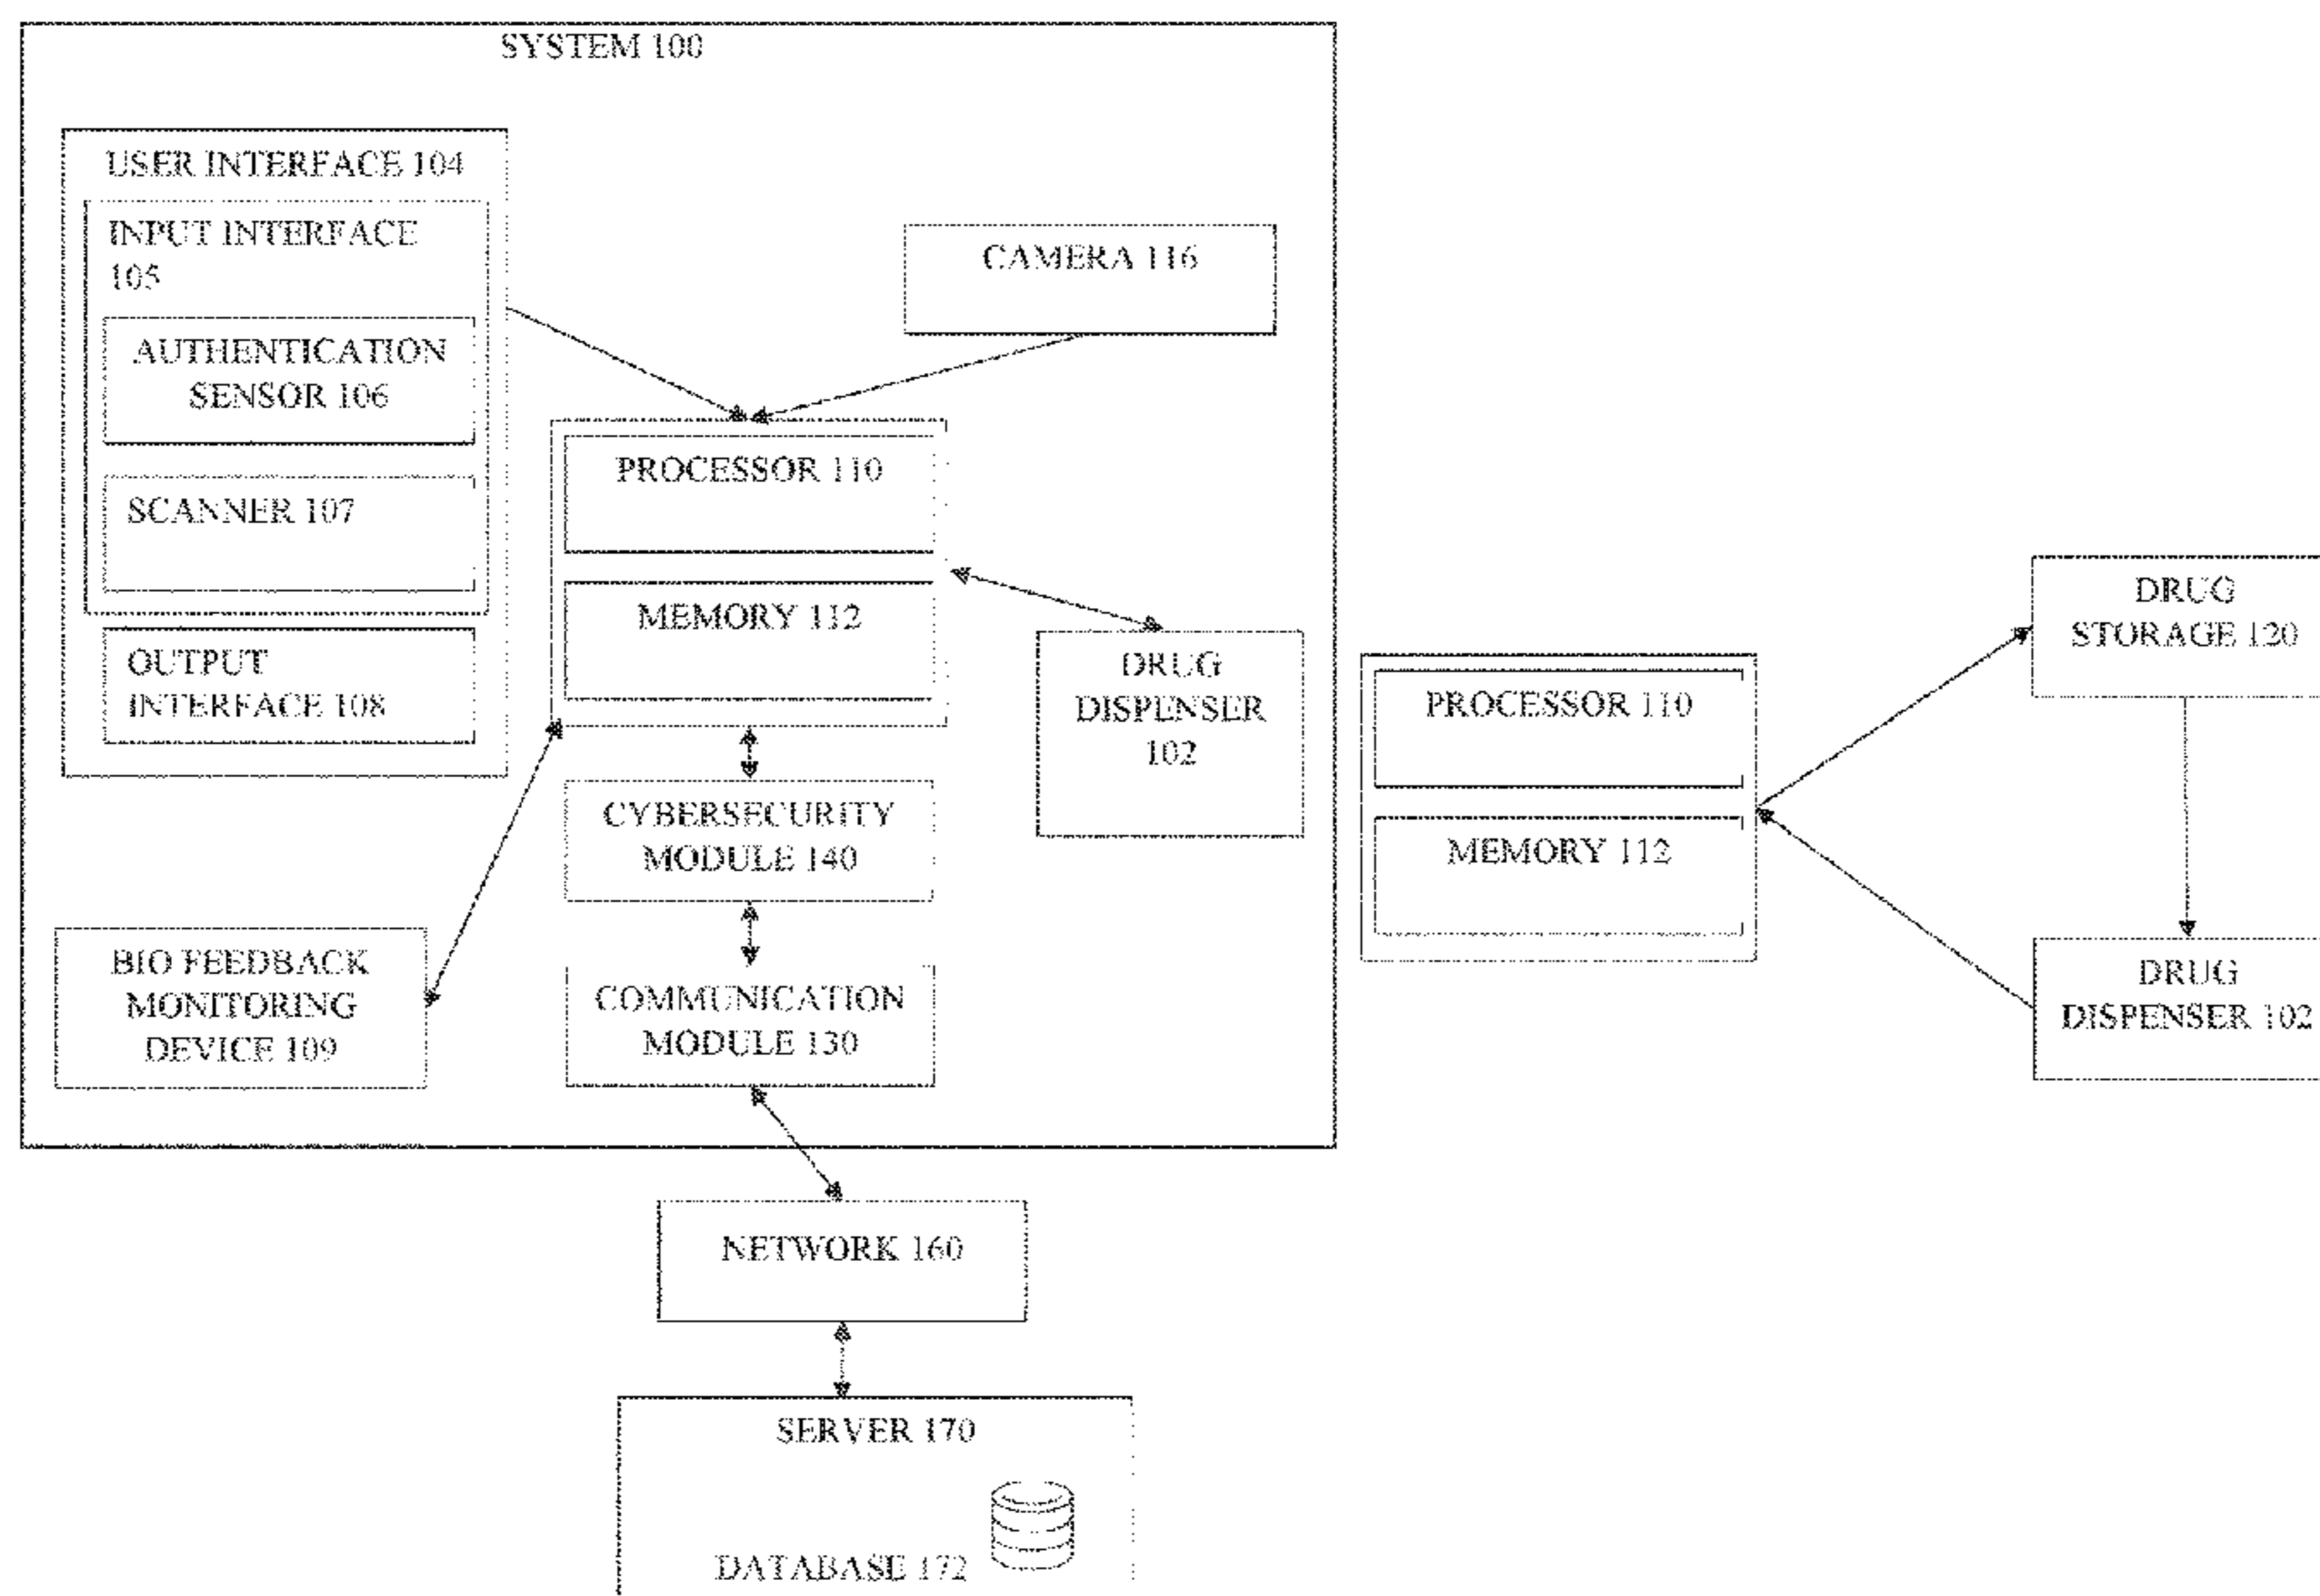 SYSTEM 100
USER INTERFACE 104
INPUT INTERFACE
105
AUTHENTICATION
SENSOR 106
SCANNER 107
OUTPUT
INTERFACE 108
CAMERA 116
PROCESSOR 110
MEMORY 112
DRUG
DISPENSER
102
CYBERSECURITY
MODULE 140
BIO FEEDBACK
MONITORING
DEVICE 109
COMMUNICATION
MODULE 130
NETWORK 160
SERVER 170
DATABASE 172
PROCESSOR 110
MEMORY 112
DRUG
STORAGE 120
DRUG
DISPENSER 102